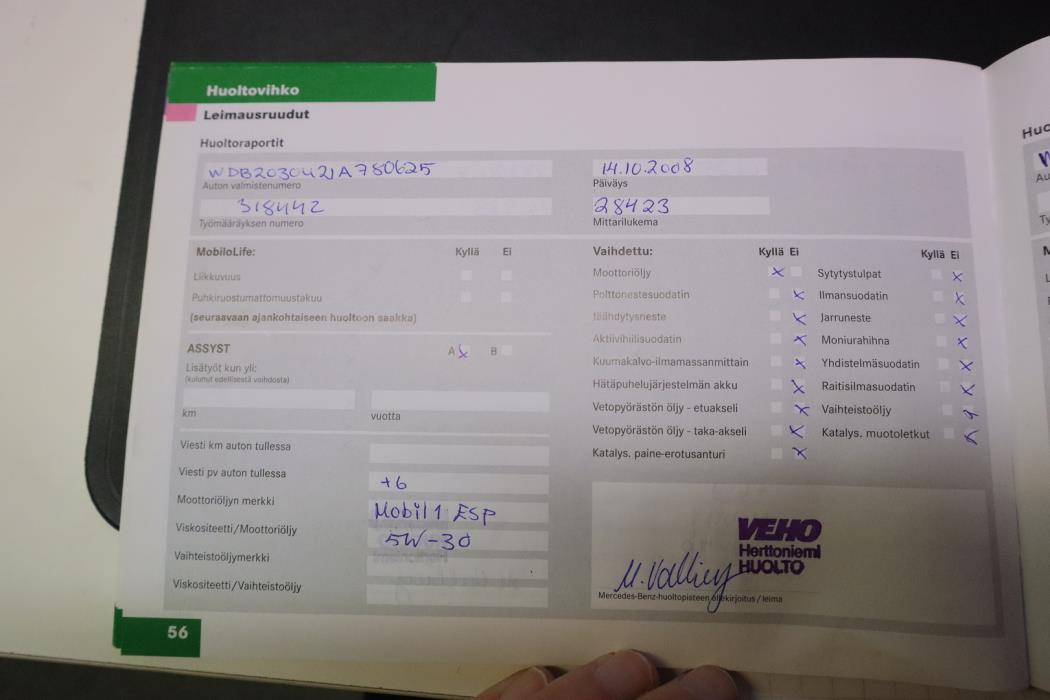 Huoltovihko
Leimausruudut
Huoltoraportit
WDB2030421A780625
Auton valmistenumero
14.10.2008
Päiväys
318442
Työmääräyksen numero
28423
Mittarilukema
MobiloLife: Kyllä Ei
Liikkuvuus
Puhkiruostumattomuustakuu
(seuraavaan ajankohtaiseen huoltoon saakka)
ASSYST A x B
Lisätyöt kun yli:
(kulunut edellisestä vaihdosta)
km vuotta
Viesti km auton tullessa
Viesti pv auton tullessa +6
Moottoriöljyn merkki Mobil 1 ESP
Viskositeetti/Moottoriöljy 5W-30
Vaihteistoöljymerkki
Viskositeetti/Vaihteistoöljy
Vaihdettu: Kyllä Ei
Moottoriöljy x
Polttonestesuodatin x
Jäähdytysneste x
Aktiivihiilisuodatin x
Kuumakalvo-ilmamassanmittain x
Hätäpuhelujärjestelmän akku x
Vetopyörästön öljy - etuakseli x
Vetopyörästön öljy - taka-akseli x
Katalys. paine-erotusanturi x
Kyllä Ei
Sytytystulpat x
Ilmansuodatin x
Jarruneste x
Moniurahihna x
Yhdistelmäsuodatin x
Raitisilmasuodatin x
Vaihteistoöljy x
Katalys. muotoletkut x
VEHO
Herttoniemi
HUOLTO
Mercedes-Benz-huoltopisteen allekirjoitus / leima
56